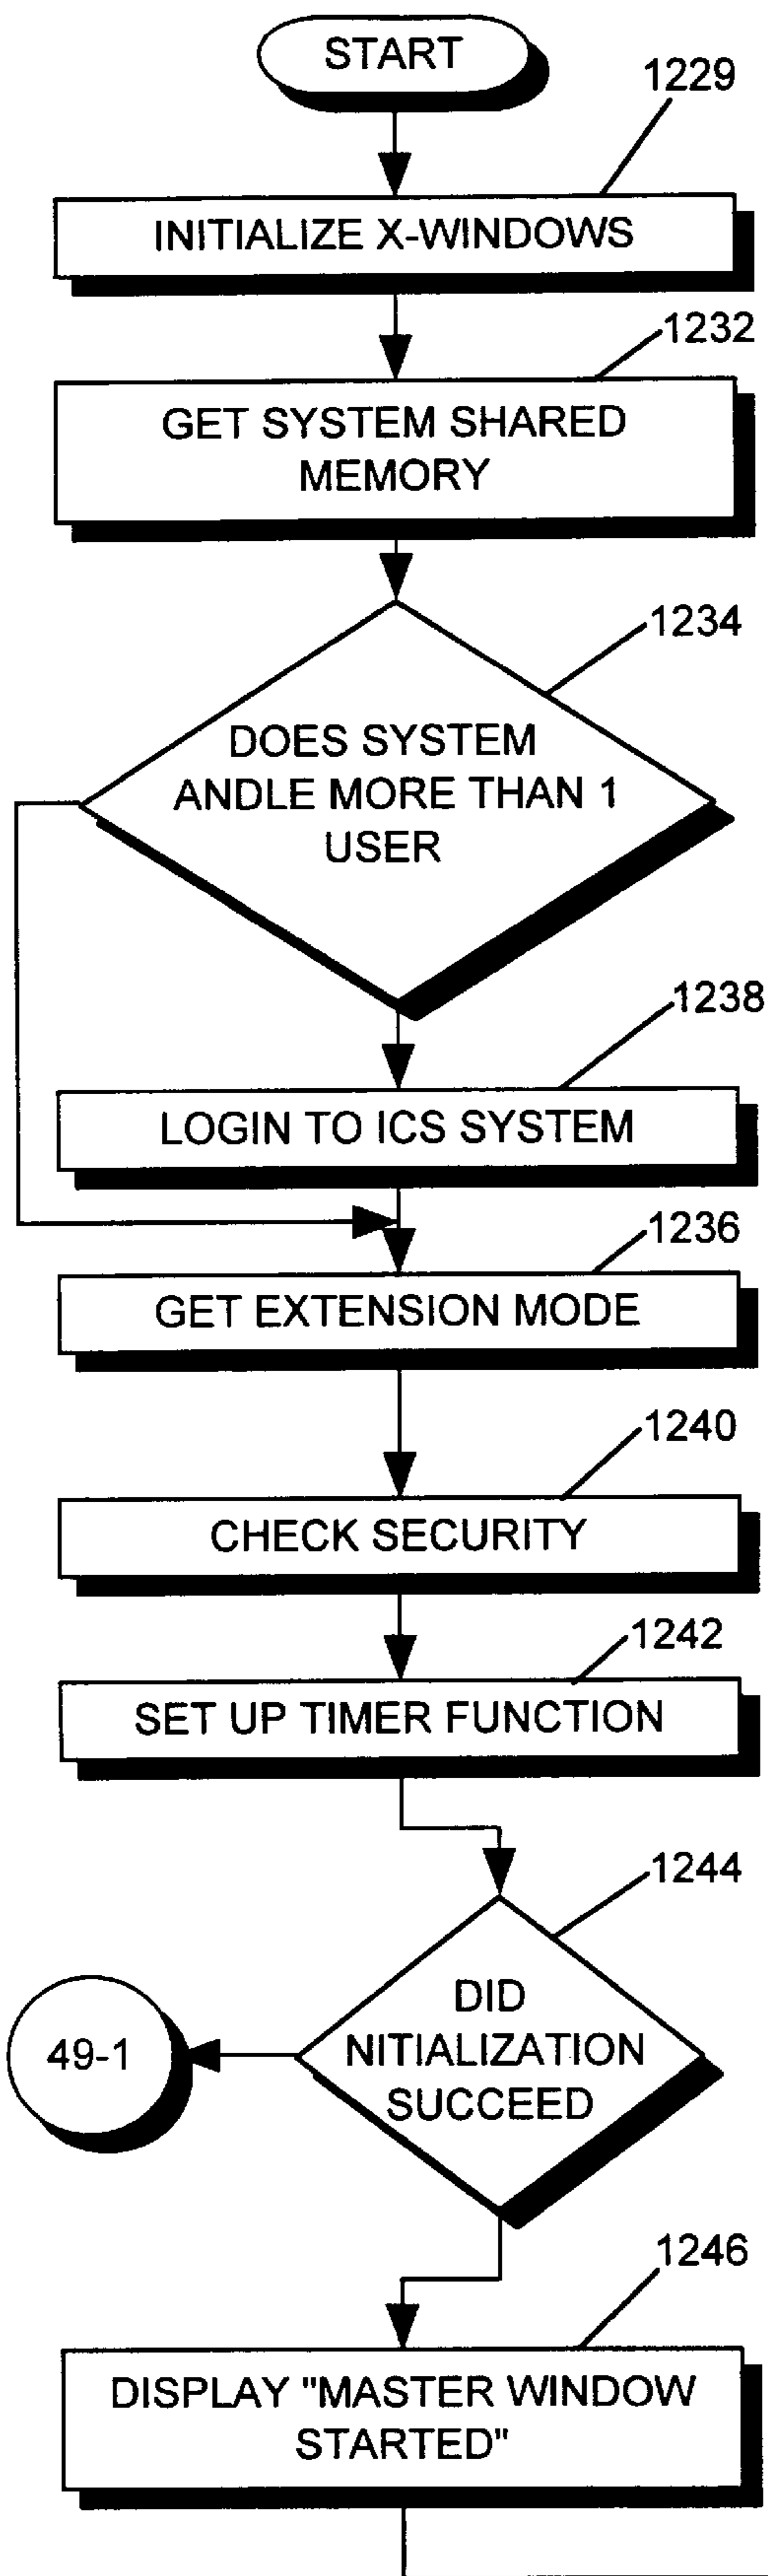 START
1229
INITIALIZE X-WINDOWS
1232
GET SYSTEM SHARED
MEMORY
1234
DOES SYSTEM
ANDLE MORE THAN 1
USER
1238
LOGIN TO ICS SYSTEM
1236
GET EXTENSION MODE
1240
CHECK SECURITY
1242
SET UP TIMER FUNCTION
1244
DID
NITIALIZATION
SUCCEED
49-1
1246
DISPLAY "MASTER WINDOW
STARTED"